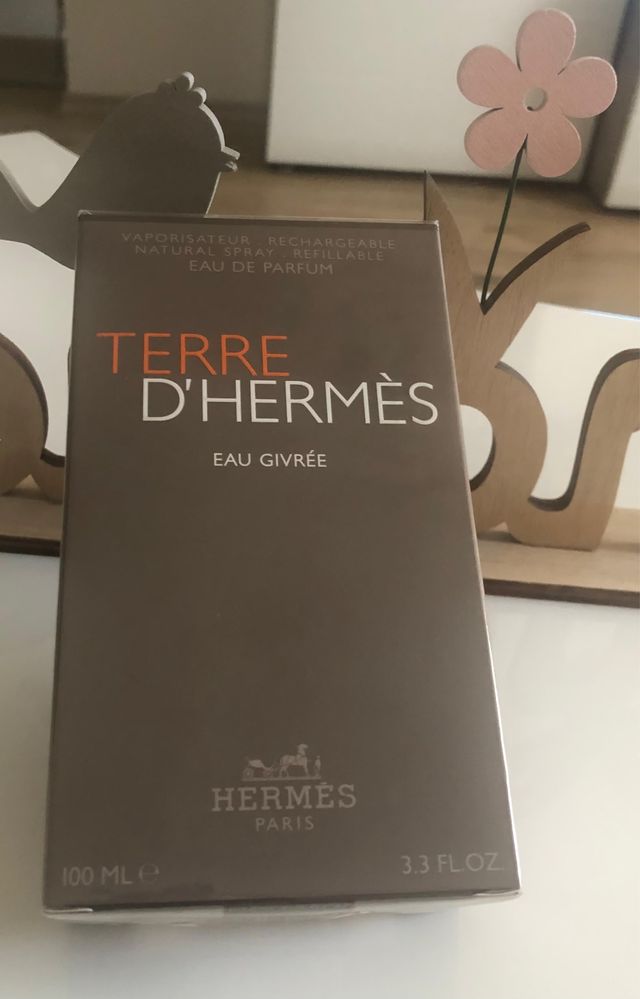 VAPORISATEUR . RECHARGEABLE
NATURAL SPRAY . REFILLABLE
EAU DE PARFUM
TERRE
D'HERMÈS
EAU GIVRÉE
HERMÈS
PARIS
100 ML ℮
3.3 FL.OZ.